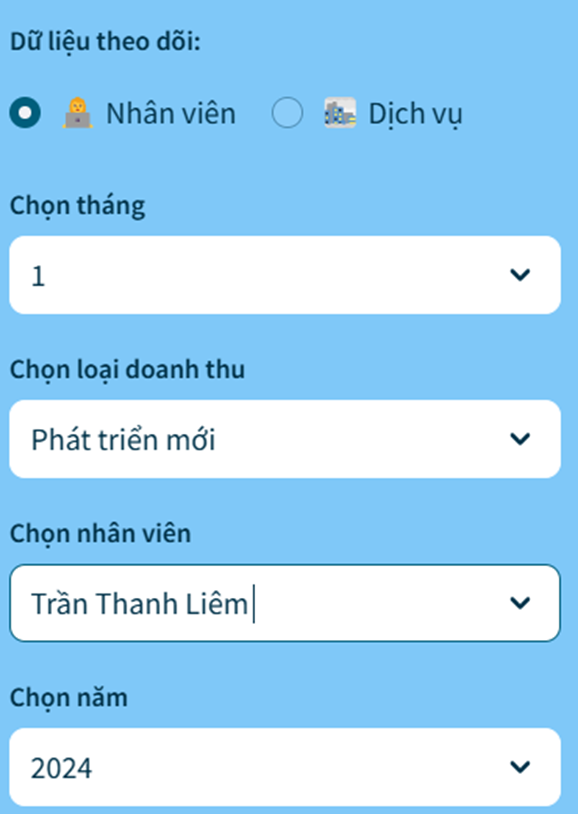 Dữ liệu theo dõi:
Nhân viên Dịch vụ
Chọn tháng
1
Chọn loại doanh thu
Phát triển mới
Chọn nhân viên
Trần Thanh Liêm
Chọn năm
2024